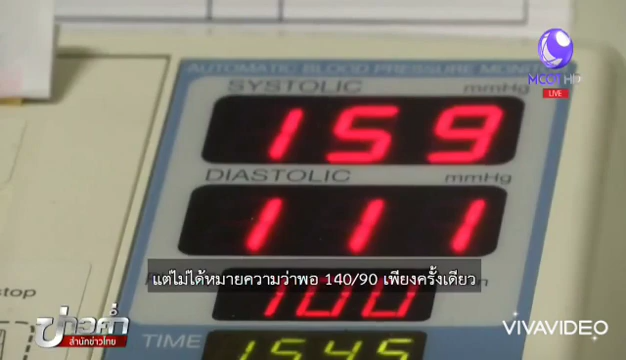 MCOT HD
LIVE
AUTOMATIC BLOOD PRESSURE MONIT
SYSTOLIC mmHg
159
DIASTOLIC mmHg
111
แต่ไม่ได้หมายความว่าพอ 140/90 เพียงครั้งเดียว
100
stop
ข่าวค่ำ
สำนักข่าวไทย
TIME 1545
VIVAVIDEO